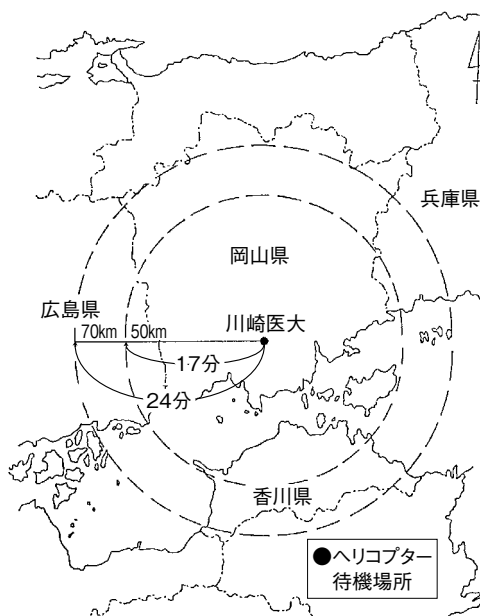 兵庫県
岡山県
広島県
70km
50km
川崎医大
17分
24分
香川県
●ヘリコプター
待機場所